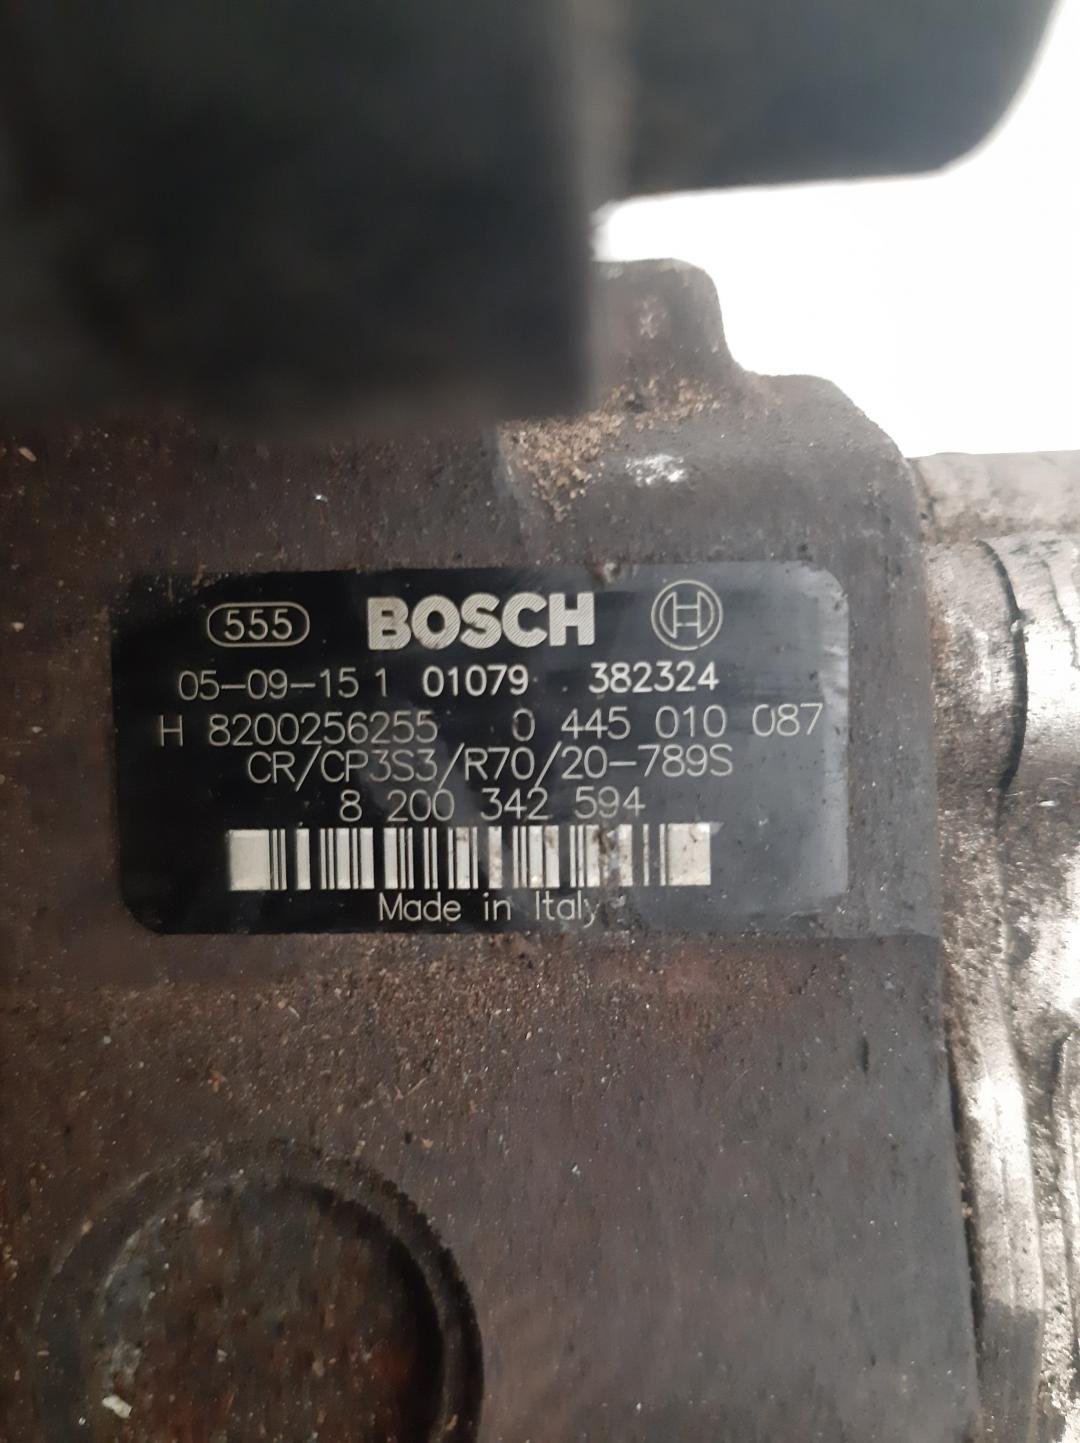 555 BOSCH H
05-09-15 1 01079 382324
H 8200256255 0 445 010 087
CR/CP3S3/R70/20-789S
8 200 342 594
Made in Italy